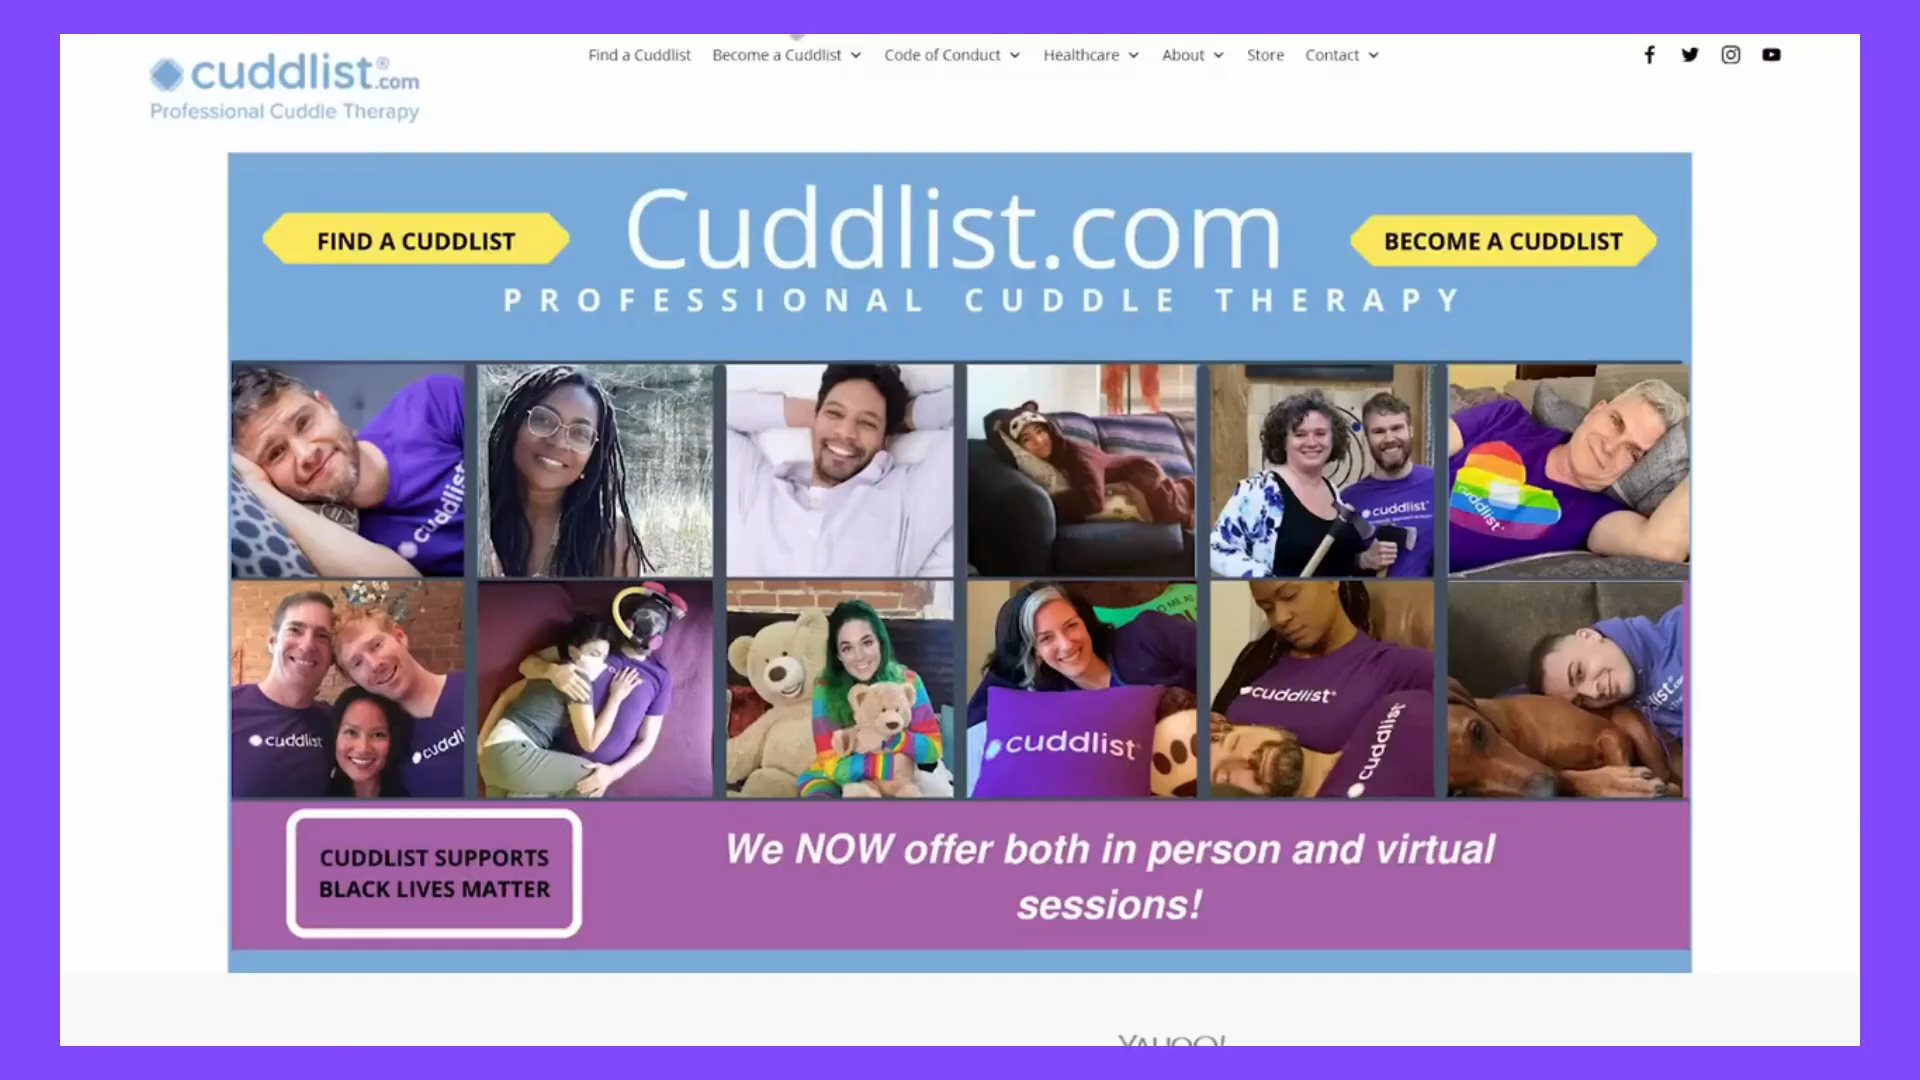 cuddlist®.com
Professional Cuddle Therapy
Find a Cuddlist Become a Cuddlist Code of Conduct Healthcare About Store Contact
FIND A CUDDLIST
Cuddlist.com
BECOME A CUDDLIST
PROFESSIONAL CUDDLE THERAPY
cuddlist
cuddlist
cuddlist
cuddlist
cuddlist
cuddlist
cuddlist
cuddlist
CUDDLIST SUPPORTS
BLACK LIVES MATTER
We NOW offer both in person and virtual
sessions!
YAHOO!